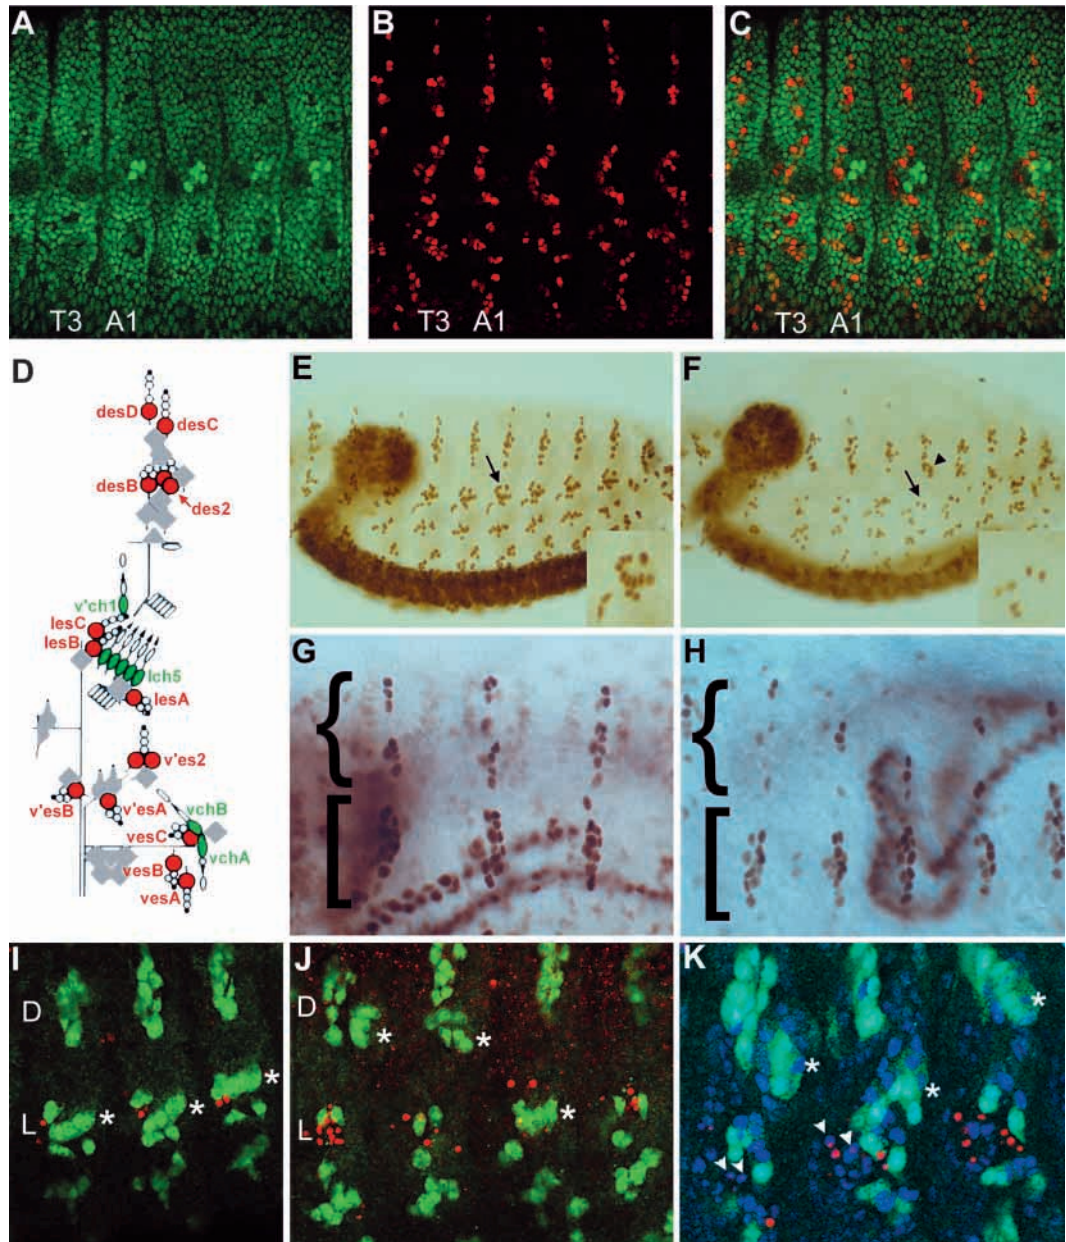 A
B
C
T3 A1
T3 A1
T3 A1
D
E
F
desD
desC
desB
des2
v'ch1
lesC
lesB
lch5
lesA
v'es2
v'esB
v'esA
vchB
vesC
vchA
vesB
vesA
G
H
{
{
[
[
I
J
K
D
D
*
*
*
*
*
*
*
L
L
*
*